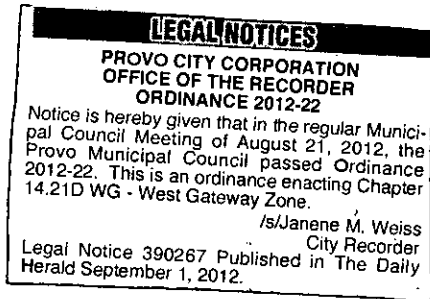 LEGAL NOTICES
PROVO CITY CORPORATION
OFFICE OF THE RECORDER
ORDINANCE 2012-22
Notice is hereby given that in the regular Munici-
pal Council Meeting of August 21, 2012, the
Provo Municipal Council passed Ordinance
2012-22. This is an ordinance enacting Chapter
14.21D WG - West Gateway Zone.
/s/Janene M. Weiss
City Recorder
Legal Notice 390267 Published in The Daily
Herald September 1, 2012.